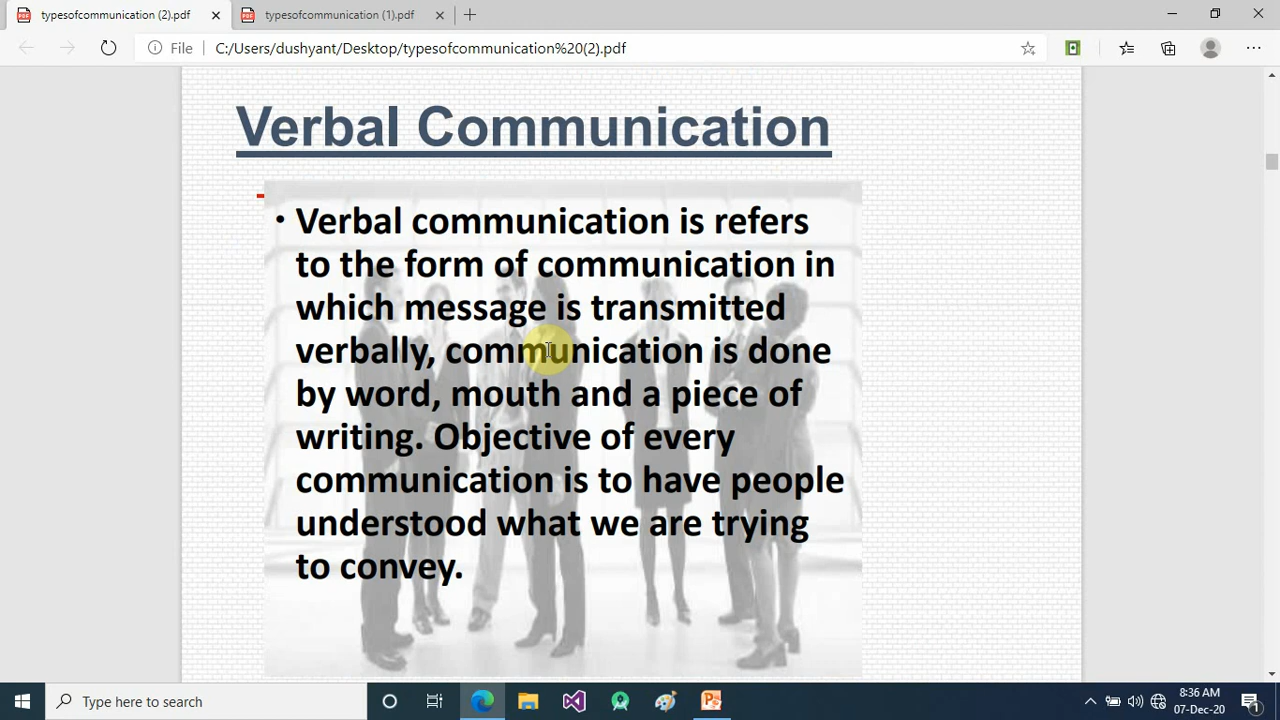 typesofcommunication (2).pdf
typesofcommunication (1).pdf
File C:/Users/dushyant/Desktop/typesofcommunication%20(2).pdf
Verbal Communication
• Verbal communication is refers
to the form of communication in
which message is transmitted
verbally, communication is done
by word, mouth and a piece of
writing. Objective of every
communication is to have people
understood what we are trying
to convey.
Type here to search
8:36 AM
07-Dec-20
1